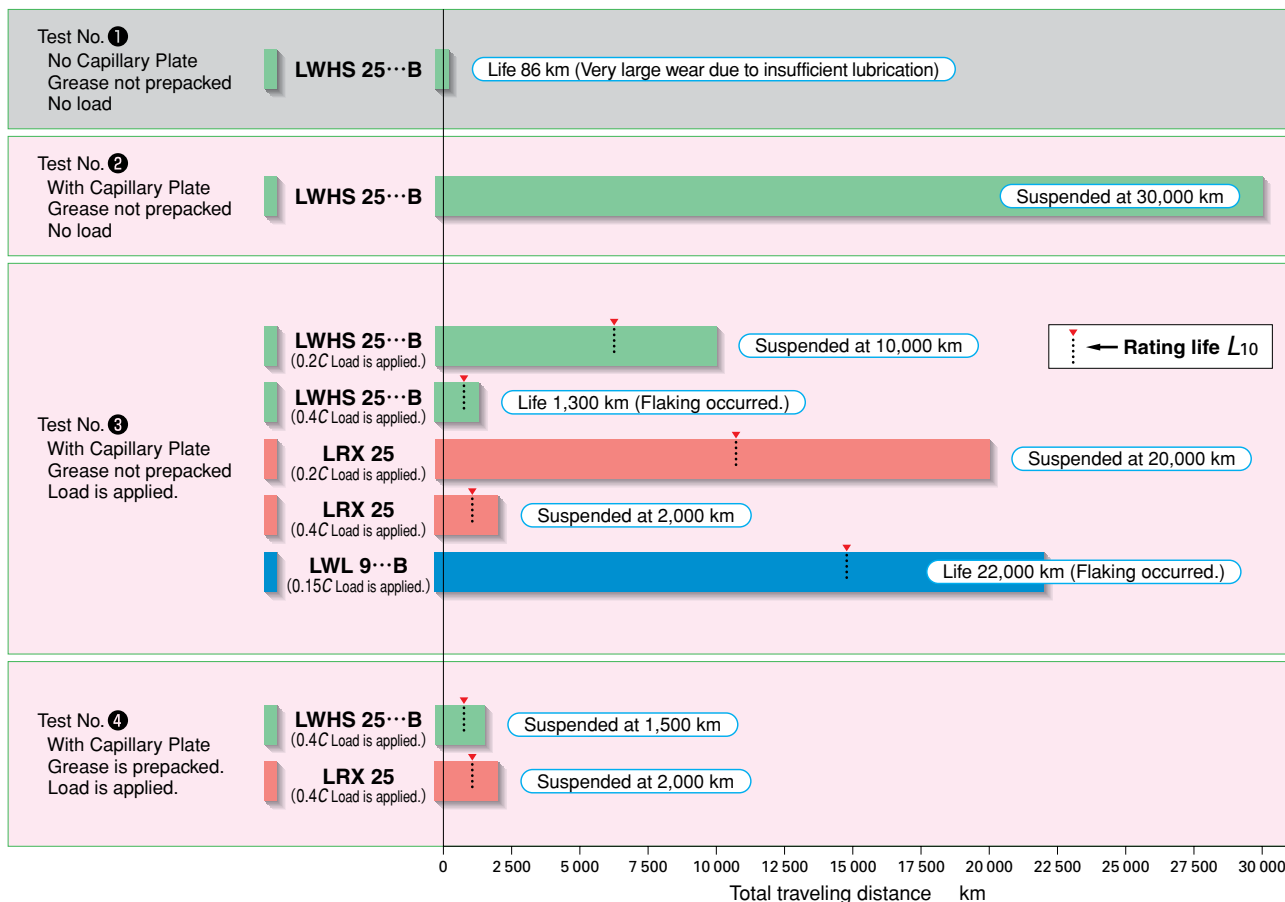 Test No. ❶
No Capillary Plate
Grease not prepacked
No load
LWHS 25…B
Life 86 km (Very large wear due to insufficient lubrication)
Test No. ❷
With Capillary Plate
Grease not prepacked
No load
LWHS 25…B
Suspended at 30,000 km
Test No. ❸
With Capillary Plate
Grease not prepacked
Load is applied.
LWHS 25…B
(0.2C Load is applied.)
Suspended at 10,000 km
Rating life L10
LWHS 25…B
(0.4C Load is applied.)
Life 1,300 km (Flaking occurred.)
LRX 25
(0.2C Load is applied.)
Suspended at 20,000 km
LRX 25
(0.4C Load is applied.)
Suspended at 2,000 km
LWL 9…B
(0.15C Load is applied.)
Life 22,000 km (Flaking occurred.)
Test No. ❹
With Capillary Plate
Grease is prepacked.
Load is applied.
LWHS 25…B
(0.4C Load is applied.)
Suspended at 1,500 km
LRX 25
(0.4C Load is applied.)
Suspended at 2,000 km
0 2 500 5 000 7 500 10 000 12 500 15 000 17 500 20 000 22 500 25 000 27 500 30 000
Total traveling distance km